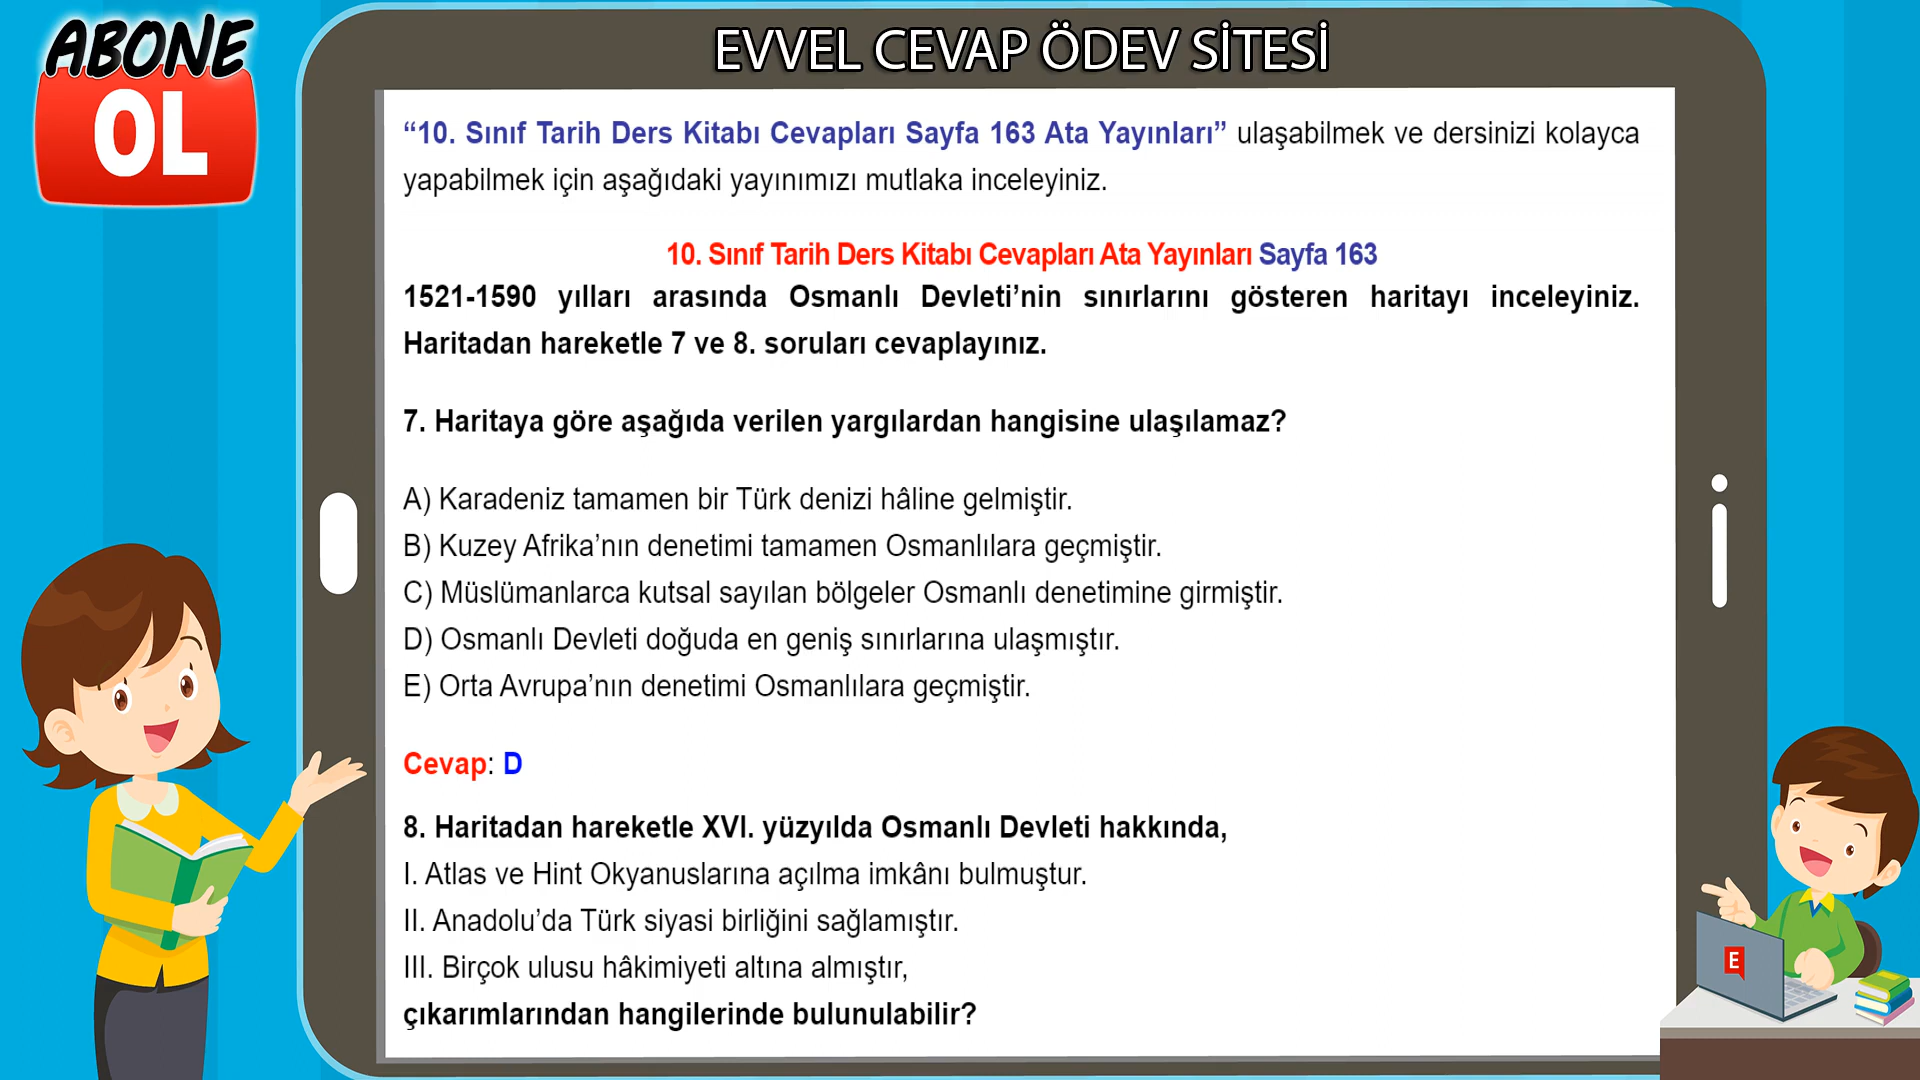 ABONE
OL
EVVEL CEVAP ÖDEV SİTESİ
“10. Sınıf Tarih Ders Kitabı Cevapları Sayfa 163 Ata Yayınları” ulaşabilmek ve dersinizi kolayca
yapabilmek için aşağıdaki yayınımızı mutlaka inceleyiniz.
10. Sınıf Tarih Ders Kitabı Cevapları Ata Yayınları Sayfa 163
1521-1590 yılları arasında Osmanlı Devleti’nin sınırlarını gösteren haritayı inceleyiniz.
Haritadan hareketle 7 ve 8. soruları cevaplayınız.
7. Haritaya göre aşağıda verilen yargılardan hangisine ulaşılamaz?
A) Karadeniz tamamen bir Türk denizi hâline gelmiştir.
B) Kuzey Afrika’nın denetimi tamamen Osmanlılara geçmiştir.
C) Müslümanlarca kutsal sayılan bölgeler Osmanlı denetimine girmiştir.
D) Osmanlı Devleti doğuda en geniş sınırlarına ulaşmıştır.
E) Orta Avrupa’nın denetimi Osmanlılara geçmiştir.
Cevap: D
8. Haritadan hareketle XVI. yüzyılda Osmanlı Devleti hakkında,
I. Atlas ve Hint Okyanuslarına açılma imkânı bulmuştur.
II. Anadolu’da Türk siyasi birliğini sağlamıştır.
III. Birçok ulusu hâkimiyeti altına almıştır,
çıkarımlarından hangilerinde bulunulabilir?
E